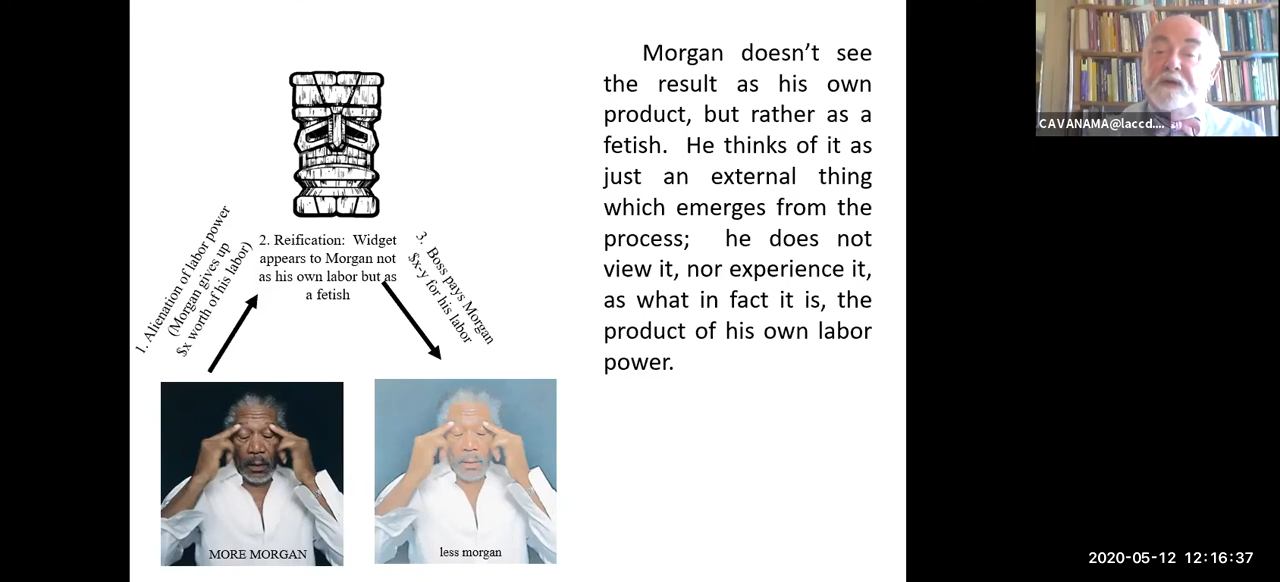 1. Alienation of labor power
(Morgan gives up
$x worth of his labor)
2. Reification: Widget
appears to Morgan not
as his own labor but as
a fetish
3. Boss pays Morgan
$x-y for his labor
MORE MORGAN
less morgan
Morgan doesn’t see
the result as his own
product, but rather as a
fetish. He thinks of it as
just an external thing
which emerges from the
process; he does not
view it, nor experience it,
as what in fact it is, the
product of his own labor
power.
CAVANAMA@laccd....
2020-05-12 12:16:37